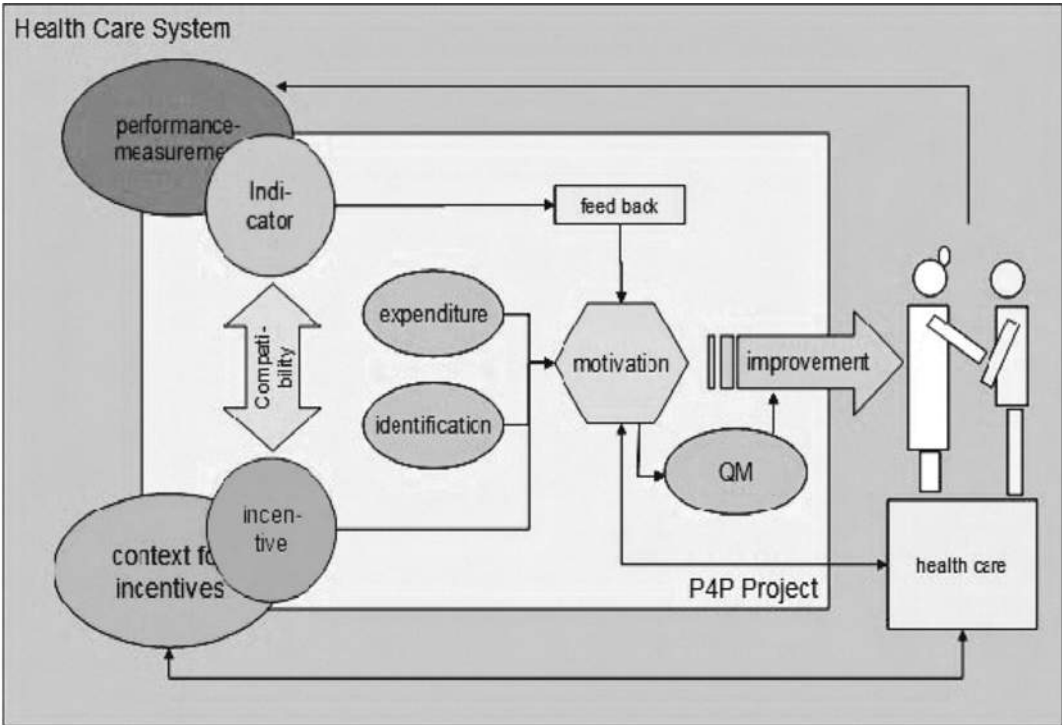 Health Care System
performance-
measureme
Indi-
cator
feed back
expenditure
Compati-
bility
motivation
improvement
identification
QM
incen-
tive
context fo
incentives
health care
P4P Project